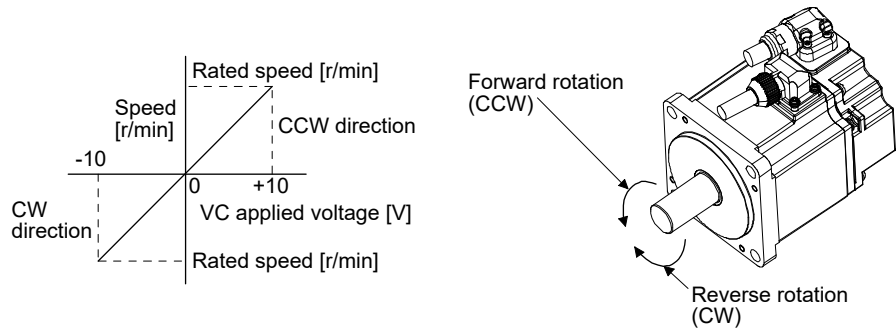 Rated speed [r/min]
Speed
[r/min]
CCW direction
-10
0
+10
CW
direction
VC applied voltage [V]
Rated speed [r/min]
Forward rotation
(CCW)
Reverse rotation
(CW)